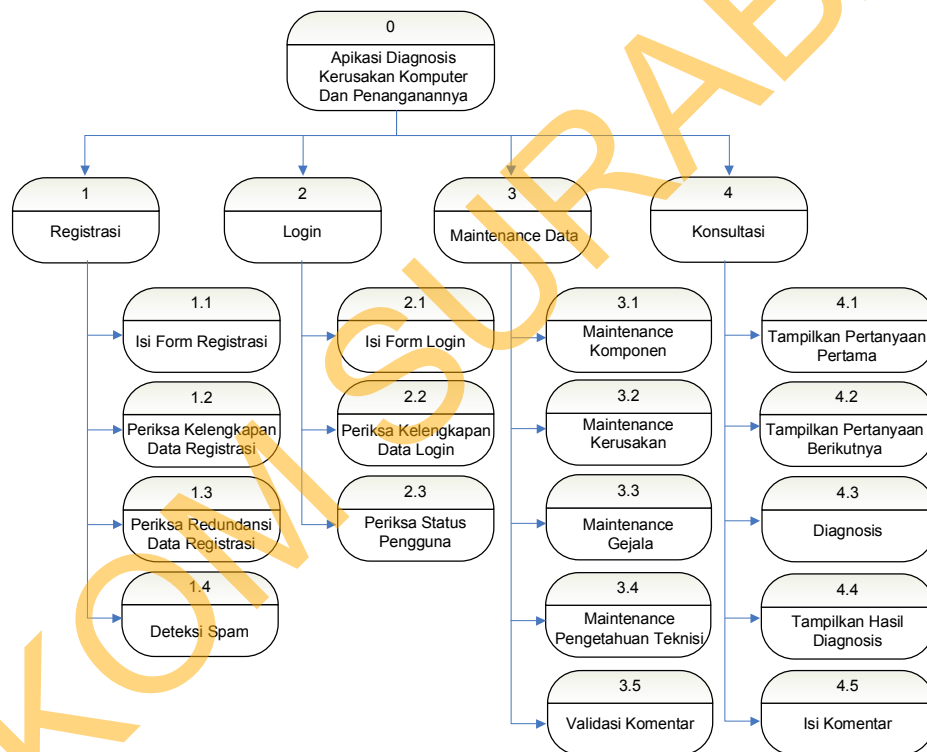 0
Apikasi Diagnosis
Kerusakan Komputer
Dan Penanganannya
1
Registrasi
2
Login
3
Maintenance Data
4
Konsultasi
1.1
Isi Form Registrasi
1.2
Periksa Kelengkapan
Data Registrasi
1.3
Periksa Redundansi
Data Registrasi
1.4
Deteksi Spam
2.1
Isi Form Login
2.2
Periksa Kelengkapan
Data Login
2.3
Periksa Status
Pengguna
3.1
Maintenance
Komponen
3.2
Maintenance
Kerusakan
3.3
Maintenance
Gejala
3.4
Maintenance
Pengetahuan Teknisi
3.5
Validasi Komentar
4.1
Tampilkan Pertanyaan
Pertama
4.2
Tampilkan Pertanyaan
Berikutnya
4.3
Diagnosis
4.4
Tampilkan Hasil
Diagnosis
4.5
Isi Komentar
KOM SURAB